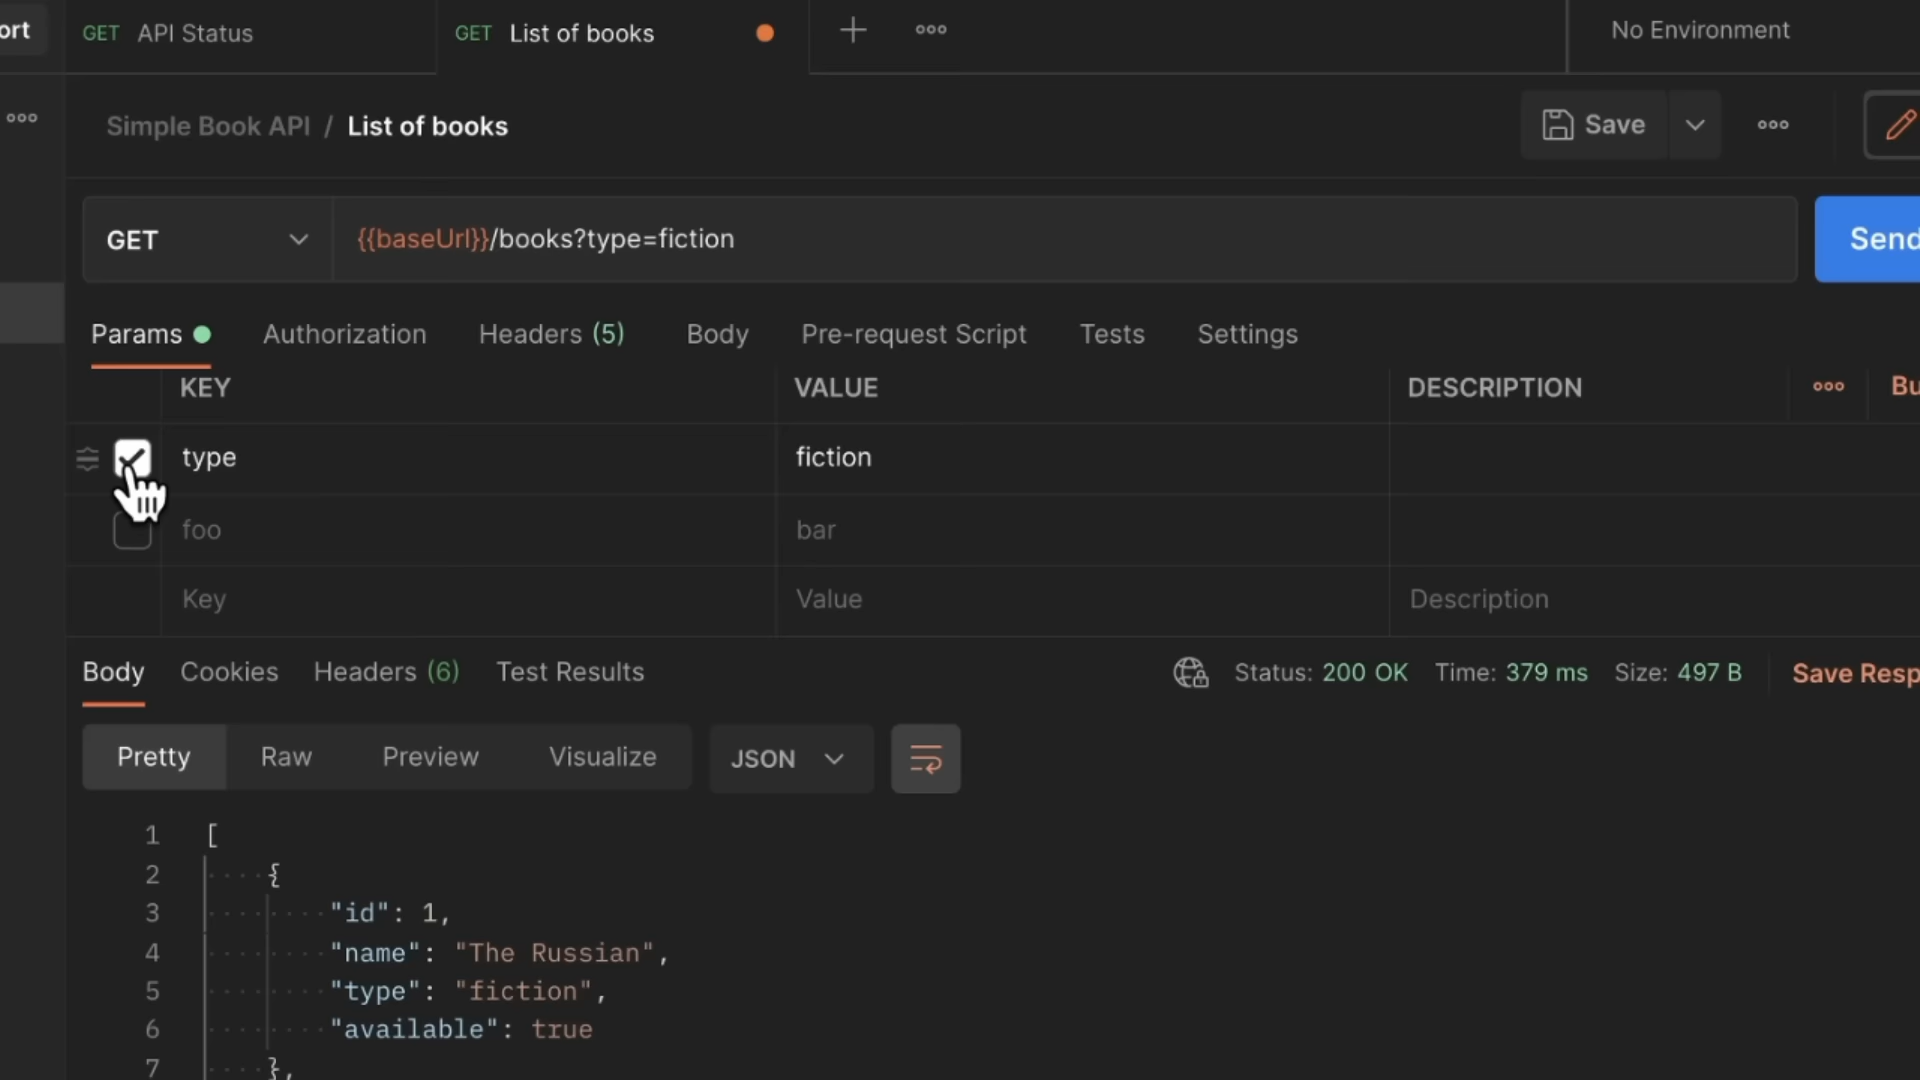 ort GET API Status GET List of books No Environment
Simple Book API / List of books Save
GET {{baseUrl}}/books?type=fiction Send
Params Authorization Headers (5) Body Pre-request Script Tests Settings
KEY VALUE DESCRIPTION Bu
type fiction
foo bar
Key Value Description
Body Cookies Headers (6) Test Results Status: 200 OK Time: 379 ms Size: 497 B Save Resp
Pretty Raw Preview Visualize JSON
1 [
2 {
3 "id": 1,
4 "name": "The Russian",
5 "type": "fiction",
6 "available": true
7 },